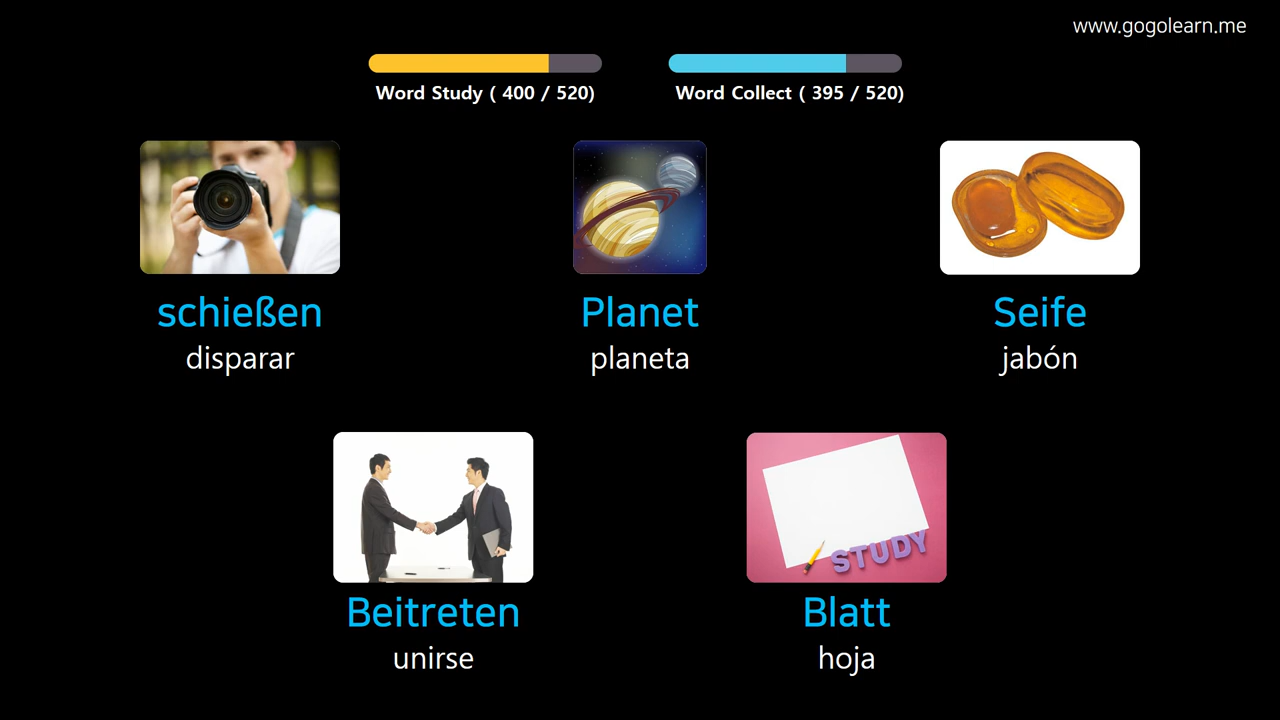 www.gogolearn.me
Word Study ( 400 / 520)
Word Collect ( 395 / 520)
schießen
disparar
Planet
planeta
Seife
jabón
STUDY
Beitreten
unirse
Blatt
hoja